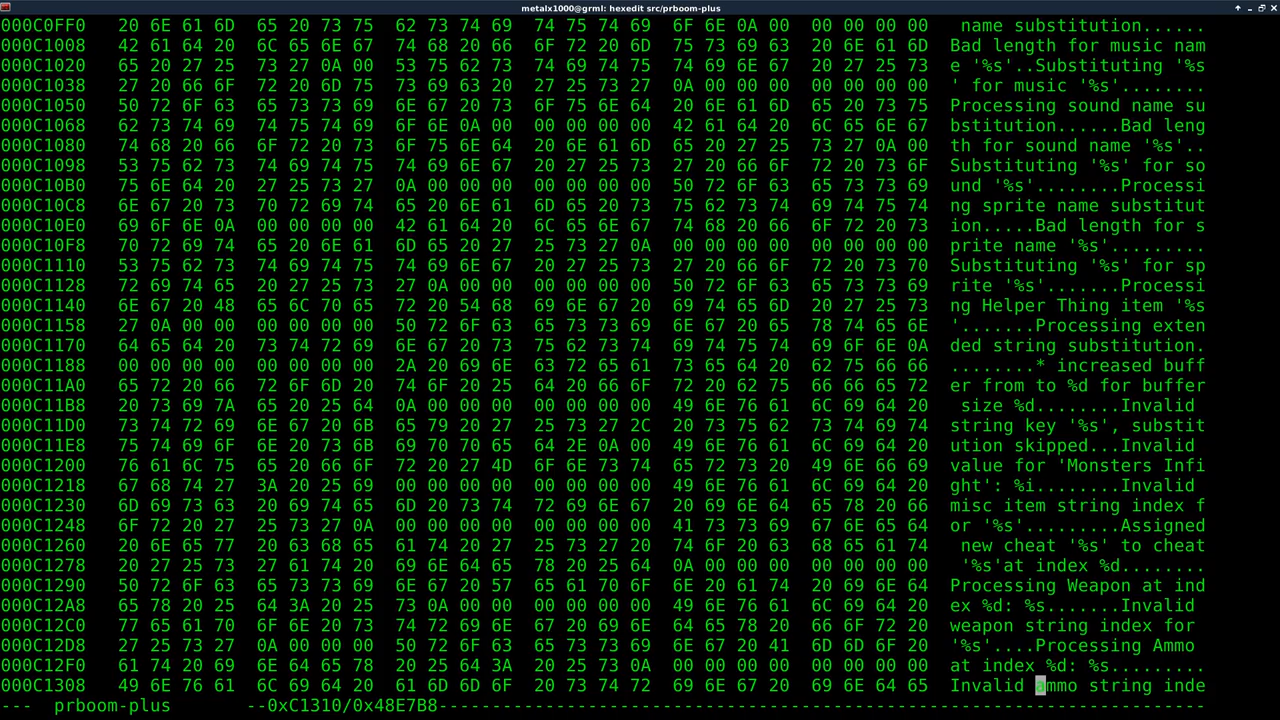 metalx1000@grml: hexedit src/prboom-plus
000C0FF0   20 6E 61 6D  65 20 73 75  62 73 74 69  74 75 74 69  6F 6E 0A 00  00 00 00 00   name substitution......
000C1008   42 61 64 20  6C 65 6E 67  74 68 20 66  6F 72 20 6D  75 73 69 63  20 6E 61 6D  Bad length for music nam
000C1020   65 20 27 25  73 27 0A 00  53 75 62 73  74 69 74 75  74 69 6E 67  20 27 25 73  e '%s'..Substituting '%s
000C1038   27 20 66 6F  72 20 6D 75  73 69 63 20  27 25 73 27  0A 00 00 00  00 00 00 00  ' for music '%s'........
000C1050   50 72 6F 63  65 73 73 69  6E 67 20 73  6F 75 6E 64  20 6E 61 6D  65 20 73 75  Processing sound name su
000C1068   62 73 74 69  74 75 74 69  6F 6E 0A 00  00 00 00 00  42 61 64 20  6C 65 6E 67  bstitution......Bad leng
000C1080   74 68 20 66  6F 72 20 73  6F 75 6E 64  20 6E 61 6D  65 20 27 25  73 27 0A 00  th for sound name '%s'..
000C1098   53 75 62 73  74 69 74 75  74 69 6E 67  20 27 25 73  27 20 66 6F  72 20 73 6F  Substituting '%s' for so
000C10B0   75 6E 64 20  27 25 73 27  0A 00 00 00  00 00 00 00  50 72 6F 63  65 73 73 69  und '%s'........Processi
000C10C8   6E 67 20 73  70 72 69 74  65 20 6E 61  6D 65 20 73  75 62 73 74  69 74 75 74  ng sprite name substitut
000C10E0   69 6F 6E 0A  00 00 00 00  42 61 64 20  6C 65 6E 67  74 68 20 66  6F 72 20 73  ion.....Bad length for s
000C10F8   70 72 69 74  65 20 6E 61  6D 65 20 27  25 73 27 0A  00 00 00 00  00 00 00 00  prite name '%s'.........
000C1110   53 75 62 73  74 69 74 75  74 69 6E 67  20 27 25 73  27 20 66 6F  72 20 73 70  Substituting '%s' for sp
000C1128   72 69 74 65  20 27 25 73  27 0A 00 00  00 00 00 00  50 72 6F 63  65 73 73 69  rite '%s'.......Processi
000C1140   6E 67 20 48  65 6C 70 65  72 20 54 68  69 6E 67 20  69 74 65 6D  20 27 25 73  ng Helper Thing item '%s
000C1158   27 0A 00 00  00 00 00 00  50 72 6F 63  65 73 73 69  6E 67 20 65  78 74 65 6E  '.......Processing exten
000C1170   64 65 64 20  73 74 72 69  6E 67 20 73  75 62 73 74  69 74 75 74  69 6F 6E 0A  ded string substitution.
000C1188   00 00 00 00  00 00 00 00  2A 20 69 6E  63 72 65 61  73 65 64 20  62 75 66 66  ........* increased buff
000C11A0   65 72 20 66  72 6F 6D 20  74 6F 20 25  64 20 66 6F  72 20 62 75  66 66 65 72  er from to %d for buffer
000C11B8   20 73 69 7A  65 20 25 64  0A 00 00 00  00 00 00 00  49 6E 76 61  6C 69 64 20   size %d........Invalid
000C11D0   73 74 72 69  6E 67 20 6B  65 79 20 27  25 73 27 2C  20 73 75 62  73 74 69 74  string key '%s', substit
000C11E8   75 74 69 6F  6E 20 73 6B  69 70 70 65  64 2E 0A 00  49 6E 76 61  6C 69 64 20  ution skipped...Invalid
000C1200   76 61 6C 75  65 20 66 6F  72 20 27 4D  6F 6E 73 74  65 72 73 20  49 6E 66 69  value for 'Monsters Infi
000C1218   67 68 74 27  3A 20 25 69  00 00 00 00  00 00 00 00  49 6E 76 61  6C 69 64 20  ght': %i........Invalid
000C1230   6D 69 73 63  20 69 74 65  6D 20 73 74  72 69 6E 67  20 69 6E 64  65 78 20 66  misc item string index f
000C1248   6F 72 20 27  25 73 27 0A  00 00 00 00  00 00 00 00  41 73 73 69  67 6E 65 64  or '%s'.........Assigned
000C1260   20 6E 65 77  20 63 68 65  61 74 20 27  25 73 27 20  74 6F 20 63  68 65 61 74   new cheat '%s' to cheat
000C1278   20 27 25 73  27 61 74 20  69 6E 64 65  78 20 25 64  0A 00 00 00  00 00 00 00   '%s'at index %d........
000C1290   50 72 6F 63  65 73 73 69  6E 67 20 57  65 61 70 6F  6E 20 61 74  20 69 6E 64  Processing Weapon at ind
000C12A8   65 78 20 25  64 3A 20 25  73 0A 00 00  00 00 00 00  49 6E 76 61  6C 69 64 20  ex %d: %s.......Invalid
000C12C0   77 65 61 70  6F 6E 20 73  74 72 69 6E  67 20 69 6E  64 65 78 20  66 6F 72 20  weapon string index for
000C12D8   27 25 73 27  0A 00 00 00  50 72 6F 63  65 73 73 69  6E 67 20 41  6D 6D 6F 20  '%s'....Processing Ammo
000C12F0   61 74 20 69  6E 64 65 78  20 25 64 3A  20 25 73 0A  00 00 00 00  00 00 00 00  at index %d: %s.........
000C1308   49 6E 76 61  6C 69 64 20  61 6D 6D 6F  20 73 74 72  69 6E 67 20  69 6E 64 65  Invalid ammo string inde
---  prboom-plus       --0xC1310/0x48E7B8------------------------------------------------------------------------